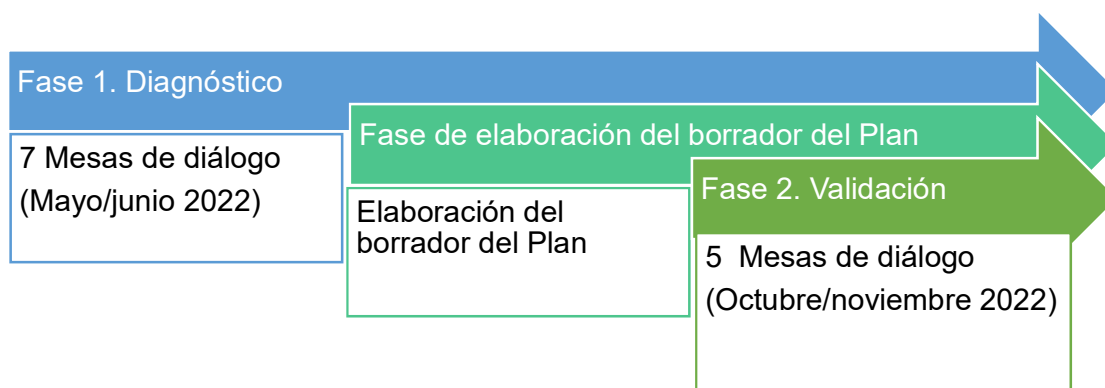 Fase 1. Diagnóstico
7 Mesas de diálogo
(Mayo/junio 2022)
Fase de elaboración del borrador del Plan
Elaboración del
borrador del Plan
Fase 2. Validación
5 Mesas de diálogo
(Octubre/noviembre 2022)